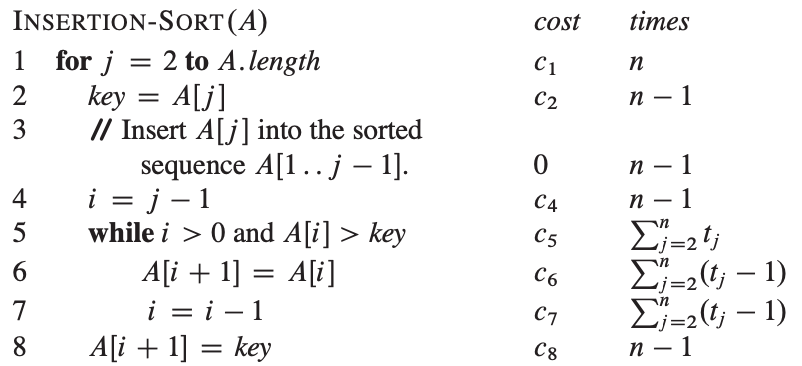 INSERTION-SORT(A) cost times
1 for j = 2 to A.length c₁ n
2 key = A[j] c₂ n − 1
3 // Insert A[j] into the sorted
sequence A[1 . . j − 1]. 0 n − 1
4 i = j − 1 c₄ n − 1
5 while i > 0 and A[i] > key c₅ ∑ⁿⱼ₌₂ tⱼ
6 A[i + 1] = A[i] c₆ ∑ⁿⱼ₌₂(tⱼ − 1)
7 i = i − 1 c₇ ∑ⁿⱼ₌₂(tⱼ − 1)
8 A[i + 1] = key c₈ n − 1